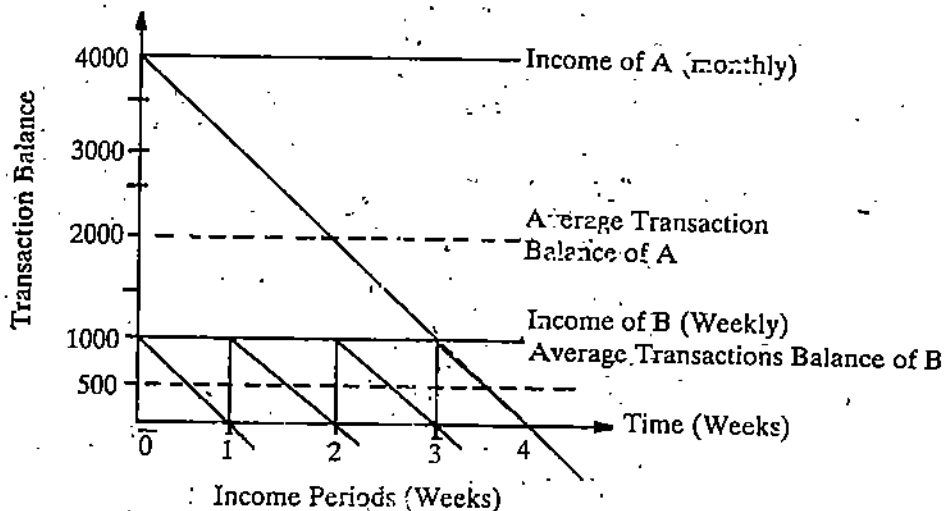 Transaction Balance
4000
3000
2000
1000
500
Income of A (monthly)
Average Transaction
Balance of A
Income of B (Weekly)
Average Transactions Balance of B
Time (Weeks)
0 1 2 3 4
Income Periods (Weeks)